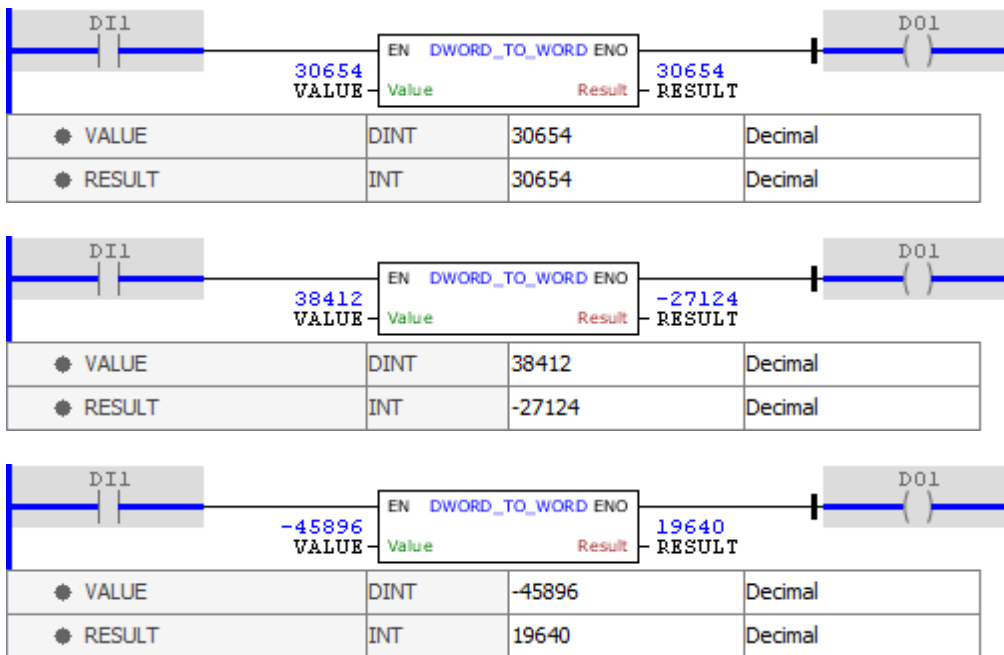 DI1 DO1
EN DWORD_TO_WORD ENO
30654 30654
VALUE Value Result RESULT
VALUE DINT 30654 Decimal
RESULT INT 30654 Decimal
DI1 DO1
EN DWORD_TO_WORD ENO
38412 -27124
VALUE Value Result RESULT
VALUE DINT 38412 Decimal
RESULT INT -27124 Decimal
DI1 DO1
EN DWORD_TO_WORD ENO
-45896 19640
VALUE Value Result RESULT
VALUE DINT -45896 Decimal
RESULT INT 19640 Decimal